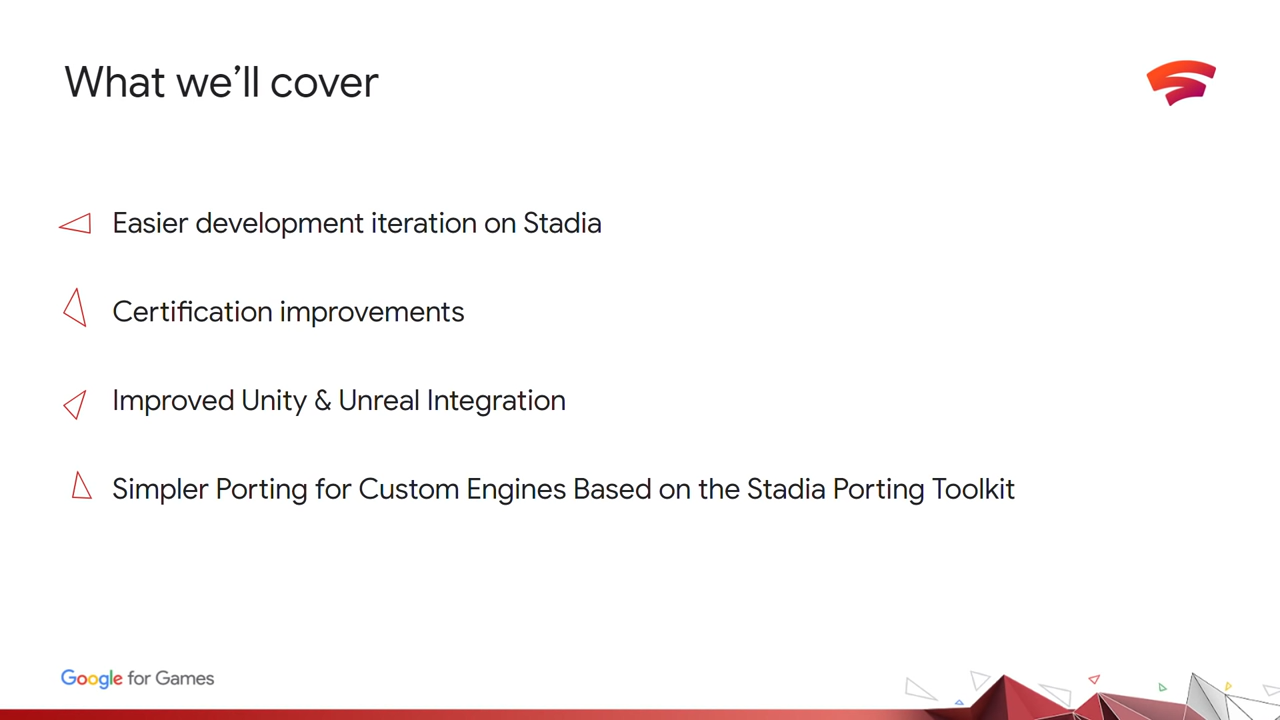 What we’ll cover
Easier development iteration on Stadia
Certification improvements
Improved Unity & Unreal Integration
Simpler Porting for Custom Engines Based on the Stadia Porting Toolkit
Google for Games